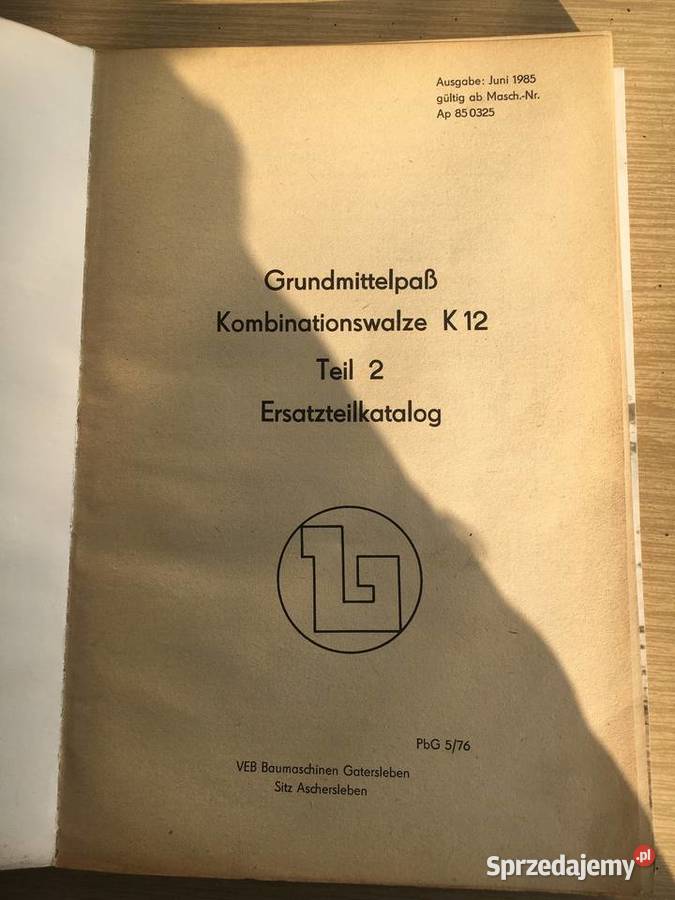 Ausgabe: Juni 1985
gültig ab Masch.-Nr.
Ap 85 0325
Grundmittelpaß
Kombinationswalze K 12
Teil 2
Ersatzteilkatalog
PbG 5/76
VEB Baumaschinen Gatersleben
Sitz Aschersleben
Sprzedajemy.pl